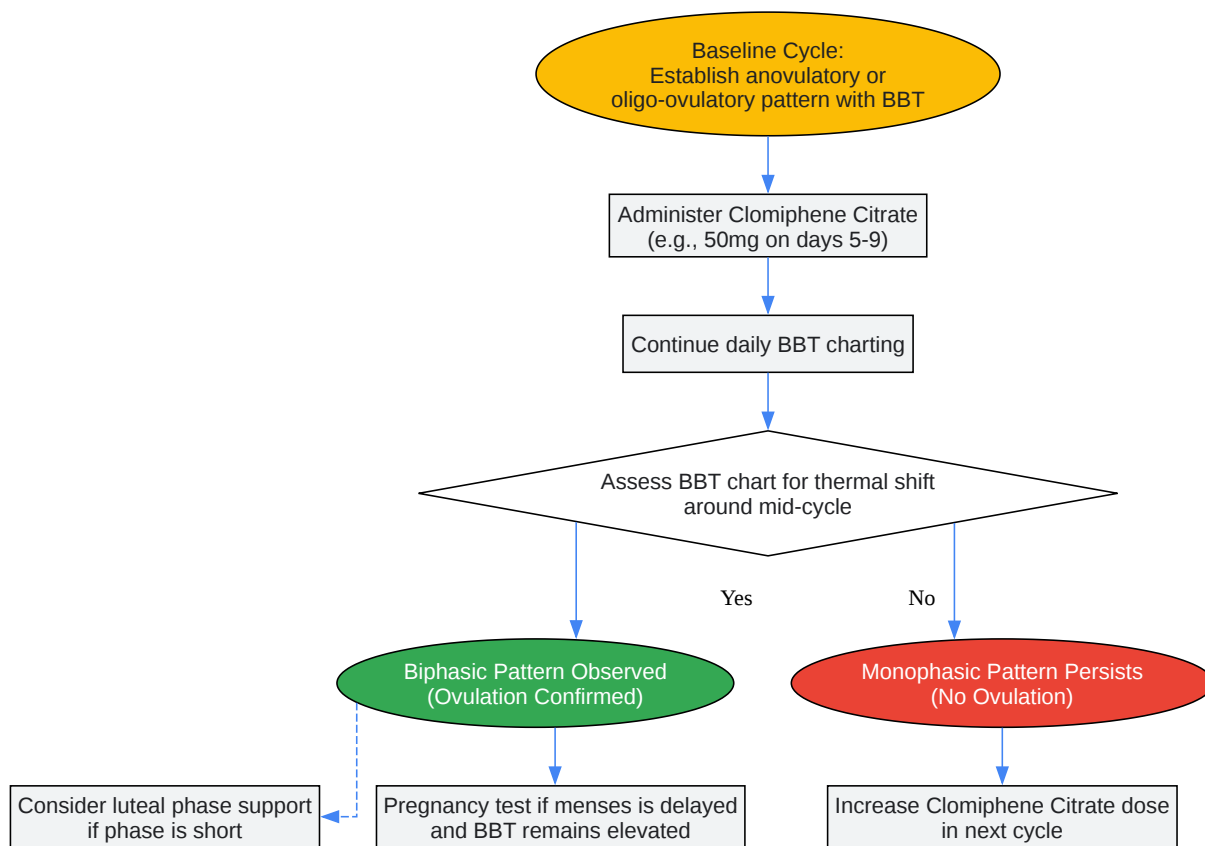 Baseline Cycle:
Establish anovulatory or
oligo-ovulatory pattern with BBT
Administer Clomiphene Citrate
(e.g., 50mg on days 5-9)
Continue daily BBT charting
Assess BBT chart for thermal shift
around mid-cycle
Yes
No
Biphasic Pattern Observed
(Ovulation Confirmed)
Monophasic Pattern Persists
(No Ovulation)
Consider luteal phase support
if phase is short
Pregnancy test if menses is delayed
and BBT remains elevated
Increase Clomiphene Citrate dose
in next cycle